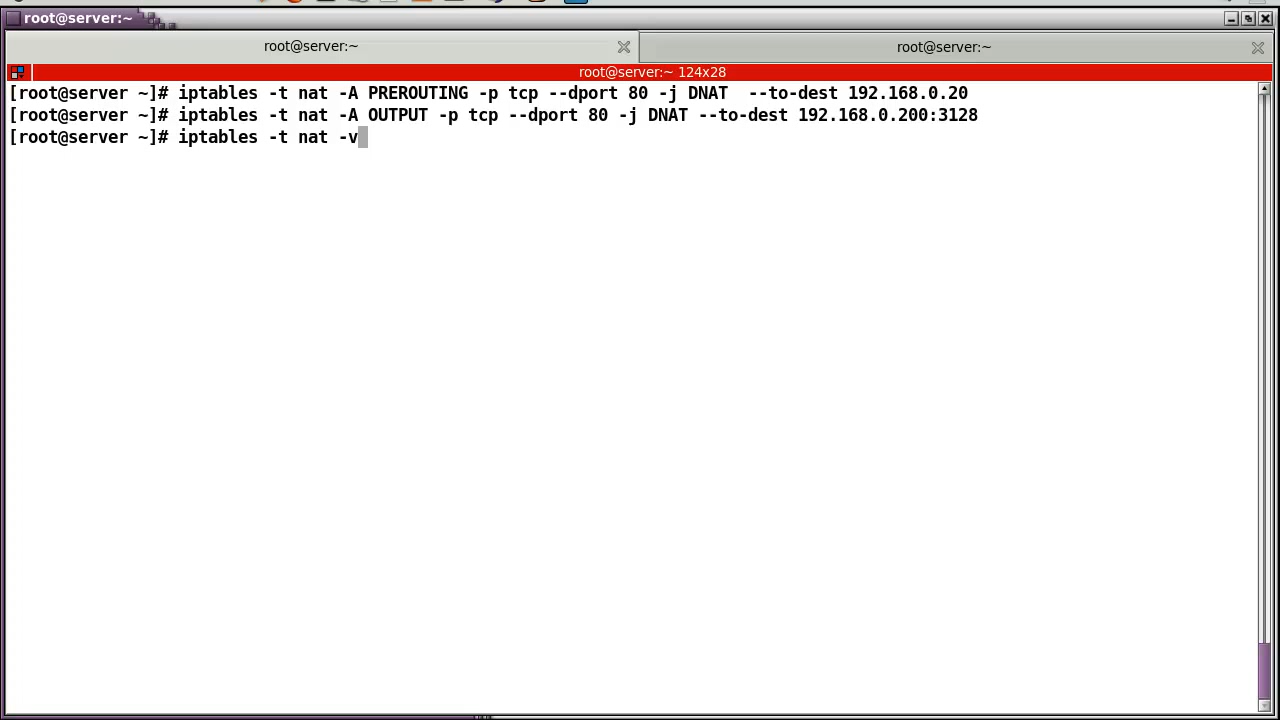 root@server:~
root@server:~ root@server:~
root@server:~ 124x28
[root@server ~]# iptables -t nat -A PREROUTING -p tcp --dport 80 -j DNAT  --to-dest 192.168.0.20
[root@server ~]# iptables -t nat -A OUTPUT -p tcp --dport 80 -j DNAT --to-dest 192.168.0.200:3128
[root@server ~]# iptables -t nat -v